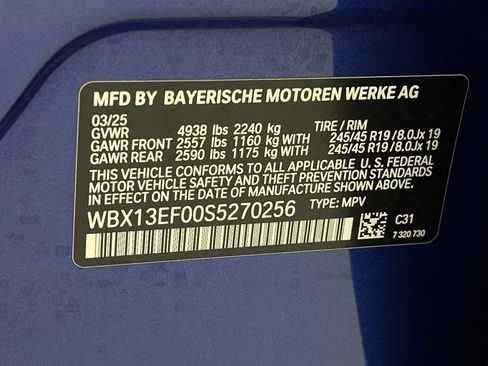 MFD BY BAYERISCHE MOTOREN WERKE AG
03/25 TIRE / RIM
GVWR 4938 lbs 2240 kg
GAWR FRONT 2557 lbs 1160 kg WITH 245/45 R19 /8.0Jx 19
GAWR REAR 2590 lbs 1175 kg WITH 245/45 R19 /8.0Jx 19
THIS VEHICLE CONFORMS TO ALL APPLICABLE U.S. FEDERAL
MOTOR VEHICLE SAFETY, BUMPER, AND THEFT PREVENTION
STANDARDS IN EFFECT ON THE DATE OF MANUFACTURE SHOWN ABOVE.
WBX13EF00S5270256 TYPE: MPV
C31
7 320 730